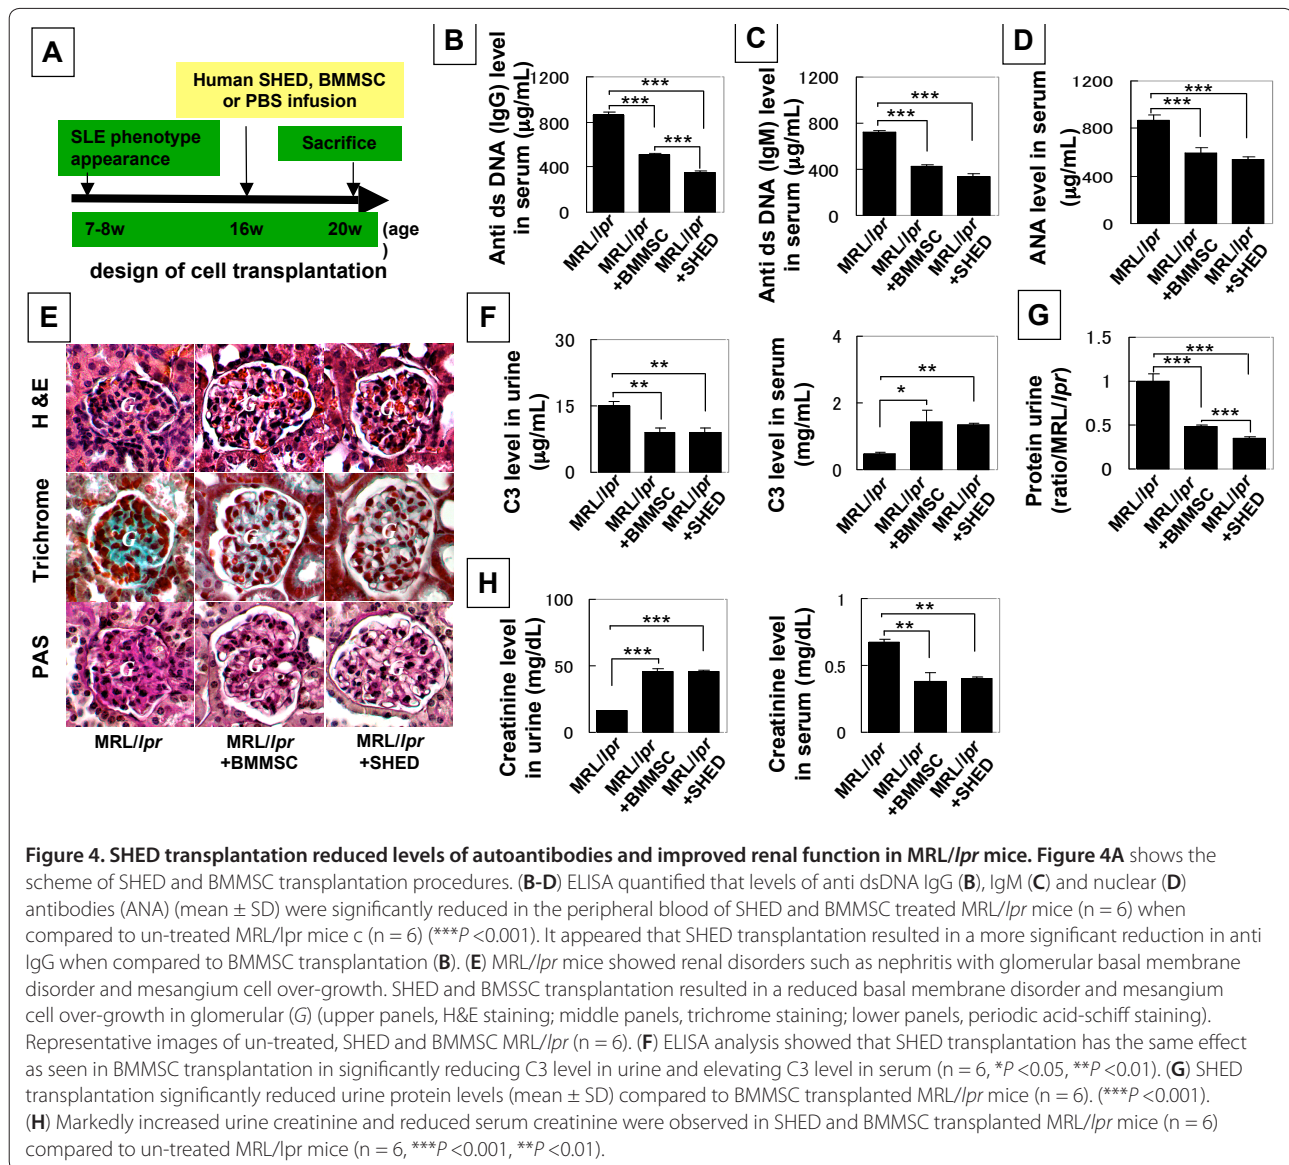 A
Human SHED, BMMSC
or PBS infusion
SLE phenotype
appearance
Sacrifice
7-8w
16w
20w
(age
)
design of cell transplantation
B
Anti ds DNA (IgG) level
in serum (μg/mL)
1200
800
400
0
***
***
***
MRL/lpr
MRL/lpr
+BMMSC
MRL/lpr
+SHED
C
Anti ds DNA (IgM) level
in serum (μg/mL)
1200
800
400
0
***
***
MRL/lpr
MRL/lpr
+BMMSC
MRL/lpr
+SHED
D
ANA level in serum
(μg/mL)
1200
800
400
0
***
***
MRL/lpr
MRL/lpr
+BMMSC
MRL/lpr
+SHED
E
H &E
Trichrome
PAS
G
G
G
G
G
G
G
G
G
MRL/lpr
MRL/lpr
+BMMSC
MRL/lpr
+SHED
F
C3 level in urine
(μg/mL)
30
15
0
**
**
MRL/lpr
MRL/lpr
+BMMSC
MRL/lpr
+SHED
C3 level in serum
(mg/mL)
4
2
0
**
*
MRL/lpr
MRL/lpr
+BMMSC
MRL/lpr
+SHED
G
Protein urine
(ratio/MRL/lpr)
1.5
1
0.5
0
***
***
***
MRL/lpr
MRL/lpr
+BMMSC
MRL/lpr
+SHED
H
Creatinine level
in urine (mg/dL)
100
50
0
***
***
MRL/lpr
MRL/lpr
+BMMSC
MRL/lpr
+SHED
Creatinine level
in serum (mg/dL)
1
0.5
0
**
**
MRL/lpr
MRL/lpr
+BMMSC
MRL/lpr
+SHED
Figure 4. SHED transplantation reduced levels of autoantibodies and improved renal function in MRL/lpr mice. Figure 4A shows the
scheme of SHED and BMMSC transplantation procedures. (B-D) ELISA quantified that levels of anti dsDNA IgG (B), IgM (C) and nuclear (D)
antibodies (ANA) (mean ± SD) were significantly reduced in the peripheral blood of SHED and BMMSC treated MRL/lpr mice (n = 6) when
compared to un-treated MRL/lpr mice c (n = 6) (***P <0.001). It appeared that SHED transplantation resulted in a more significant reduction in anti
IgG when compared to BMMSC transplantation (B). (E) MRL/lpr mice showed renal disorders such as nephritis with glomerular basal membrane
disorder and mesangium cell over-growth. SHED and BMSSC transplantation resulted in a reduced basal membrane disorder and mesangium
cell over-growth in glomerular (G) (upper panels, H&E staining; middle panels, trichrome staining; lower panels, periodic acid-schiff staining).
Representative images of un-treated, SHED and BMMSC MRL/lpr (n = 6). (F) ELISA analysis showed that SHED transplantation has the same effect
as seen in BMMSC transplantation in significantly reducing C3 level in urine and elevating C3 level in serum (n = 6, *P <0.05, **P <0.01). (G) SHED
transplantation significantly reduced urine protein levels (mean ± SD) compared to BMMSC transplanted MRL/lpr mice (n = 6). (***P <0.001).
(H) Markedly increased urine creatinine and reduced serum creatinine were observed in SHED and BMMSC transplanted MRL/lpr mice (n = 6)
compared to un-treated MRL/lpr mice (n = 6, ***P <0.001, **P <0.01).